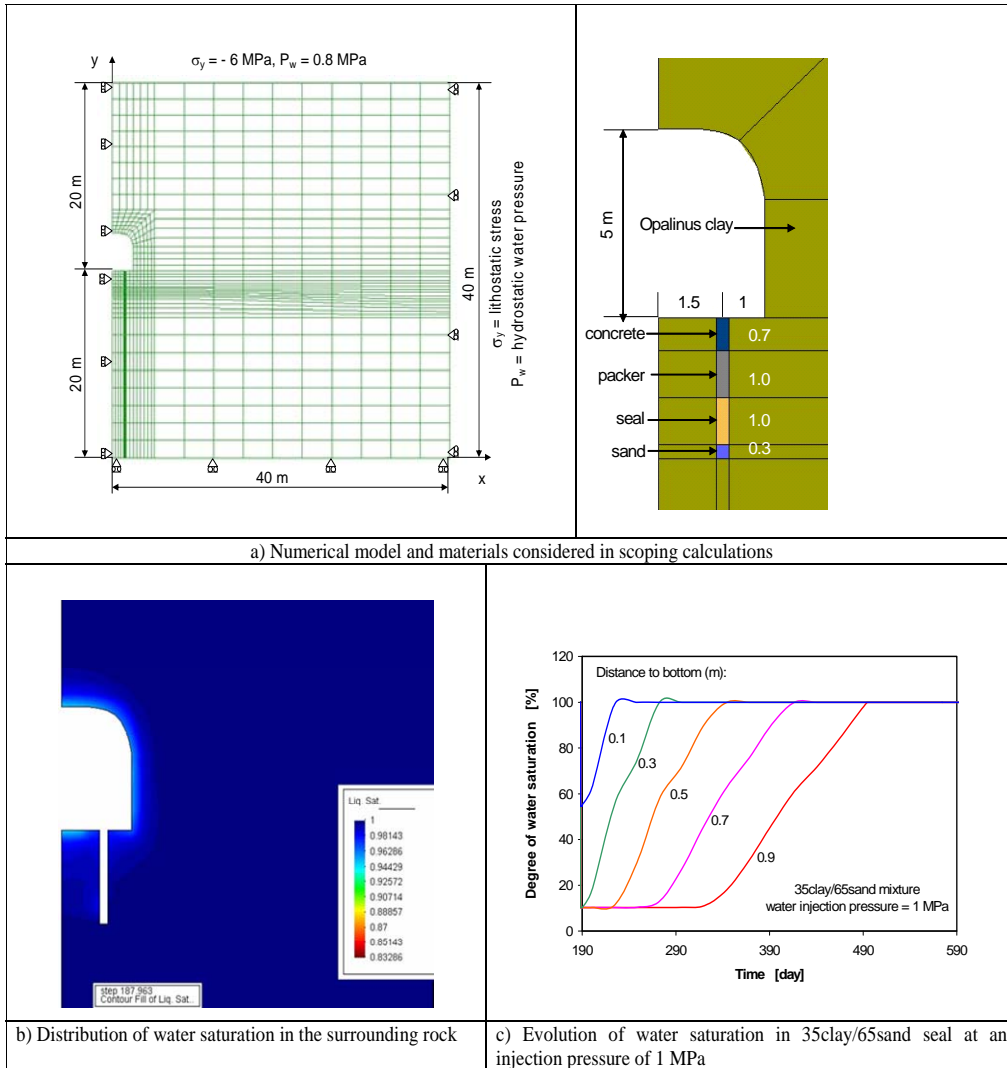 y
σy = - 6 MPa, Pw = 0.8 MPa
20 m
20 m
40 m
σy = lithostatic stress
Pw = hydrostatic water pressure
40 m
x
5 m
Opalinus clay
1.5
1
concrete
0.7
packer
1.0
seal
1.0
sand
0.3
a) Numerical model and materials considered in scoping calculations
Liq. Sat.
1
0.98143
0.96286
0.94429
0.92572
0.90714
0.88857
0.87
0.85143
0.83286
step 187.963
Contour Fill of Liq. Sat..
Degree of water saturation [%]
120
100
80
60
40
20
0
Distance to bottom (m):
0.1
0.3
0.5
0.7
0.9
35clay/65sand mixture
water injection pressure = 1 MPa
190
290
390
490
590
Time [day]
b) Distribution of water saturation in the surrounding rock
c) Evolution of water saturation in 35clay/65sand seal at an
injection pressure of 1 MPa